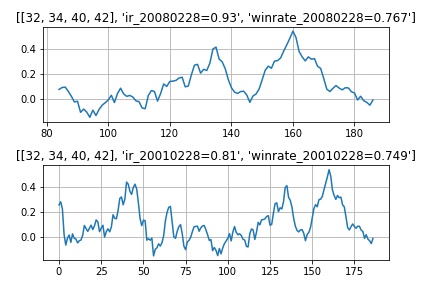 [[32, 34, 40, 42], 'ir_20080228=0.93', 'winrate_20080228=0.767']
0.4
0.2
0.0
80 100 120 140 160 180
[[32, 34, 40, 42], 'ir_20010228=0.81', 'winrate_20010228=0.749']
0.4
0.2
0.0
0 25 50 75 100 125 150 175